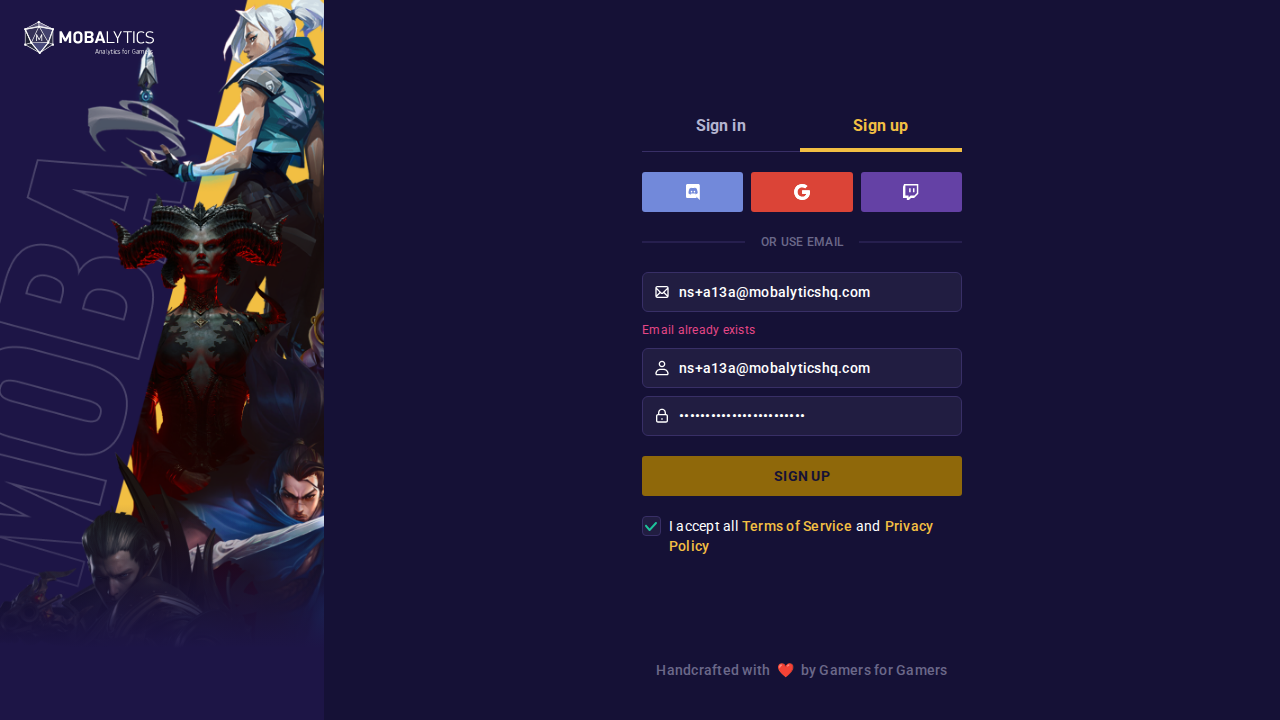 MOBALYTICS
Analytics for Gamers
MOBA
Sign in
Sign up
OR USE EMAIL
ns+a13a@mobalyticshq.com
Email already exists
ns+a13a@mobalyticshq.com
SIGN UP
I accept all Terms of Service and Privacy
Policy
Handcrafted with ❤️ by Gamers for Gamers